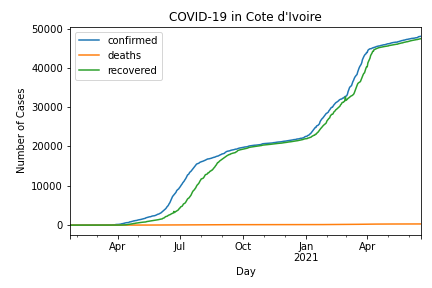 COVID-19 in Cote d'Ivoire
confirmed
deaths
recovered
Number of Cases
50000
40000
30000
20000
10000
0
Apr
Jul
Oct
Jan
2021
Apr
Day